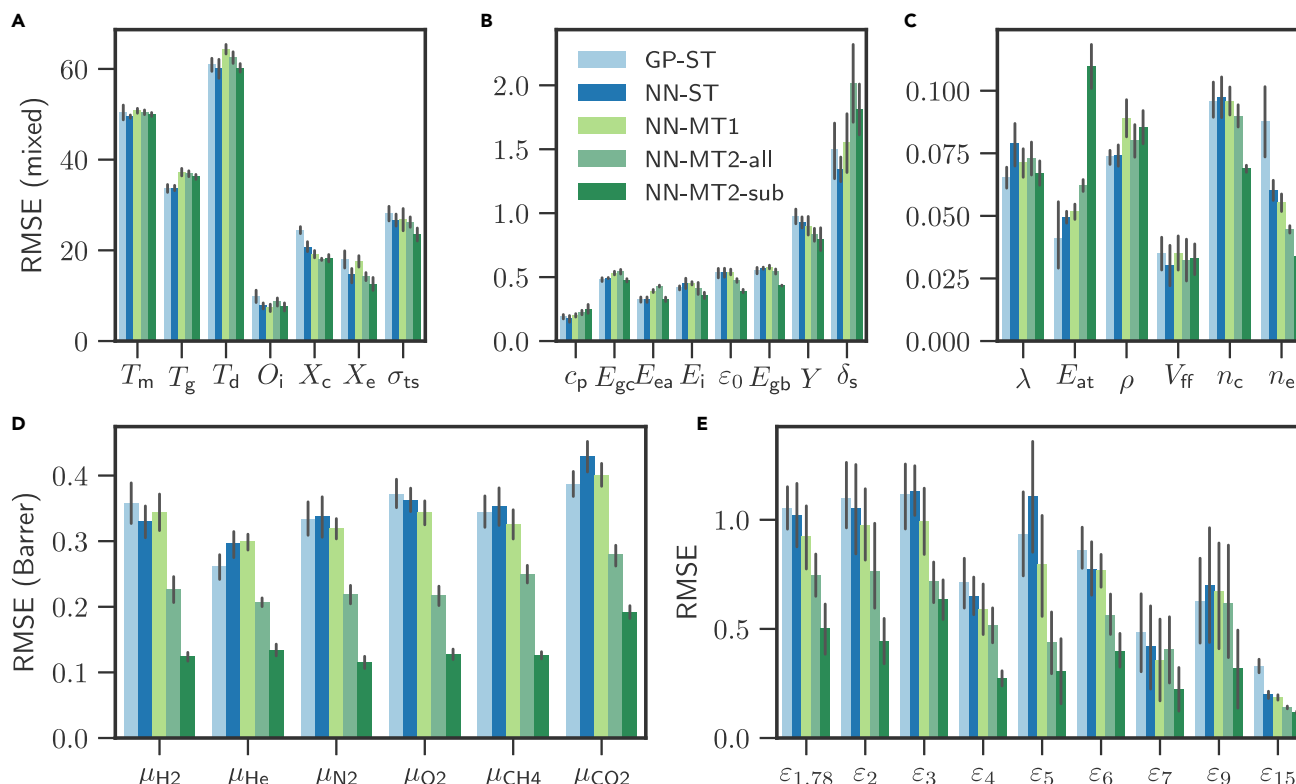 A
RMSE (mixed)
60
40
20
0
T_m T_g T_d O_i X_c X_e σ_ts
B
GP-ST
NN-ST
NN-MT1
NN-MT2-all
NN-MT2-sub
2.0
1.5
1.0
0.5
0.0
c_p E_gc E_ea E_i ε_0 E_gb Y δ_s
C
0.100
0.075
0.050
0.025
0.000
λ E_at ρ V_ff n_c n_e
D
RMSE (Barrer)
0.4
0.3
0.2
0.1
0.0
μ_H2 μ_He μ_N2 μ_O2 μ_CH4 μ_CO2
E
RMSE
1.0
0.5
0.0
ε_1.78 ε_2 ε_3 ε_4 ε_5 ε_6 ε_7 ε_9 ε_15